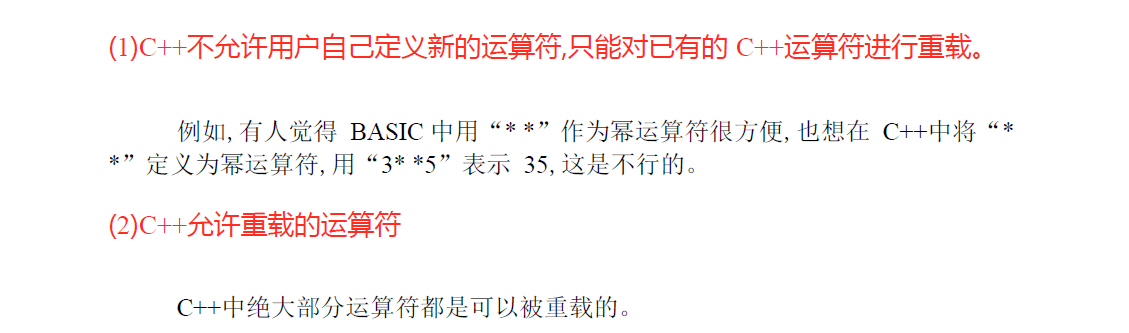 (1)C++不允许用户自己定义新的运算符,只能对已有的 C++运算符进行重载。
例如,有人觉得 BASIC 中用“* *”作为幂运算符很方便,也想在 C++中将“*
*”定义为幂运算符,用“3* *5”表示 35,这是不行的。
(2)C++允许重载的运算符
C++中绝大部分运算符都是可以被重载的。